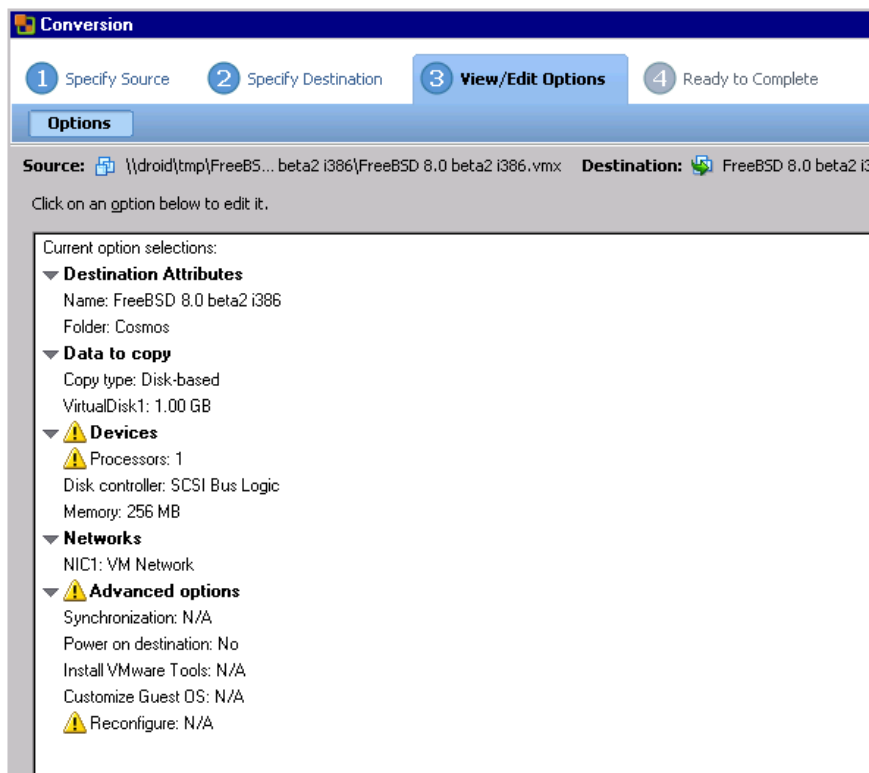 Conversion
1 Specify Source 2 Specify Destination 3 View/Edit Options 4 Ready to Complete
Options
Source: \\droid\tmp\FreeBS... beta2 i386\FreeBSD 8.0 beta2 i386.vmx Destination: FreeBSD 8.0 beta2
Click on an option below to edit it.
Current option selections:
Destination Attributes
Name: FreeBSD 8.0 beta2 i386
Folder: Cosmos
Data to copy
Copy type: Disk-based
VirtualDisk1: 1.00 GB
Devices
Processors: 1
Disk controller: SCSI Bus Logic
Memory: 256 MB
Networks
NIC1: VM Network
Advanced options
Synchronization: N/A
Power on destination: No
Install VMware Tools: N/A
Customize Guest OS: N/A
Reconfigure: N/A